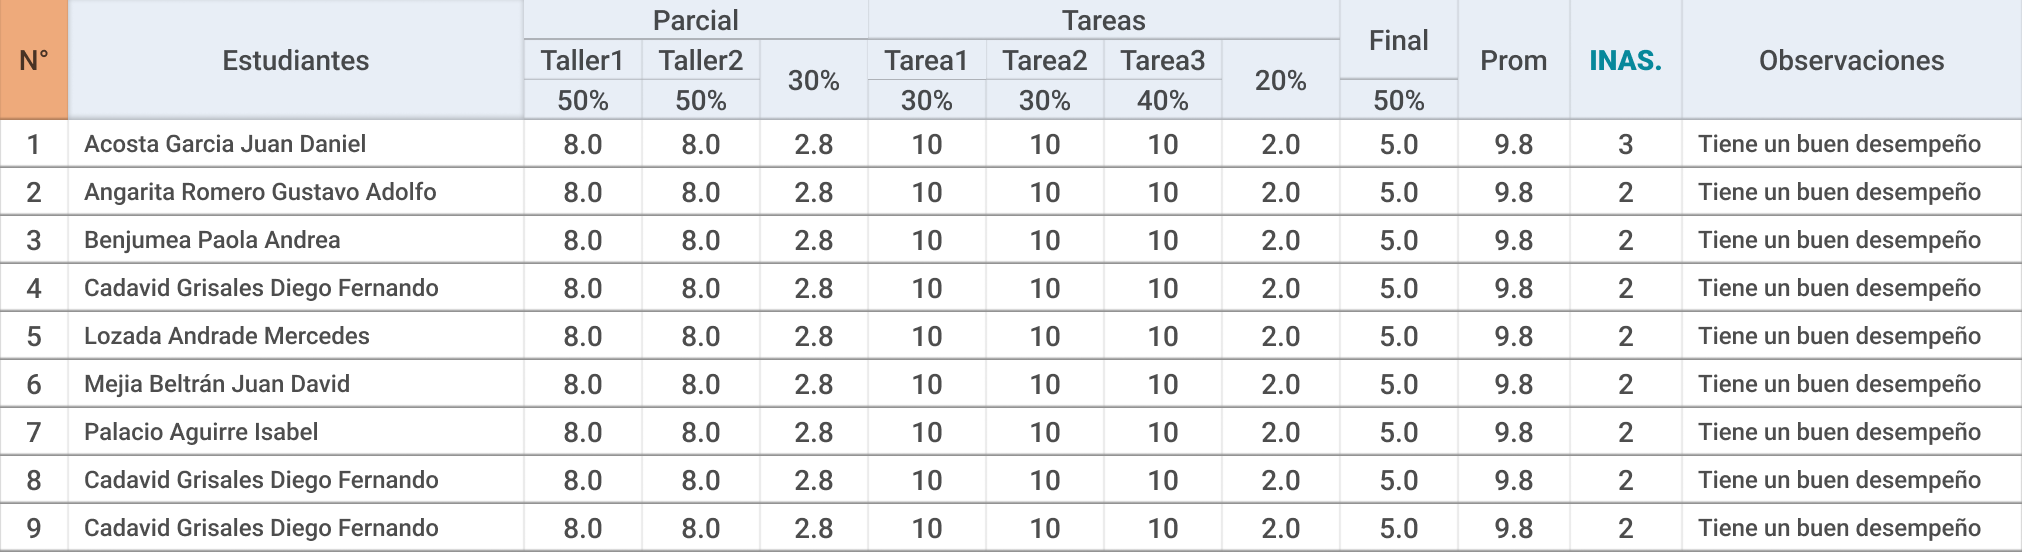 N° Estudiantes Parcial Tareas Final Prom INAS. Observaciones
Taller1 Taller2 30% Tarea1 Tarea2 Tarea3 20%
50% 50% 30% 30% 40% 50%
1 Acosta Garcia Juan Daniel 8.0 8.0 2.8 10 10 10 2.0 5.0 9.8 3 Tiene un buen desempeño
2 Angarita Romero Gustavo Adolfo 8.0 8.0 2.8 10 10 10 2.0 5.0 9.8 2 Tiene un buen desempeño
3 Benjumea Paola Andrea 8.0 8.0 2.8 10 10 10 2.0 5.0 9.8 2 Tiene un buen desempeño
4 Cadavid Grisales Diego Fernando 8.0 8.0 2.8 10 10 10 2.0 5.0 9.8 2 Tiene un buen desempeño
5 Lozada Andrade Mercedes 8.0 8.0 2.8 10 10 10 2.0 5.0 9.8 2 Tiene un buen desempeño
6 Mejia Beltrán Juan David 8.0 8.0 2.8 10 10 10 2.0 5.0 9.8 2 Tiene un buen desempeño
7 Palacio Aguirre Isabel 8.0 8.0 2.8 10 10 10 2.0 5.0 9.8 2 Tiene un buen desempeño
8 Cadavid Grisales Diego Fernando 8.0 8.0 2.8 10 10 10 2.0 5.0 9.8 2 Tiene un buen desempeño
9 Cadavid Grisales Diego Fernando 8.0 8.0 2.8 10 10 10 2.0 5.0 9.8 2 Tiene un buen desempeño